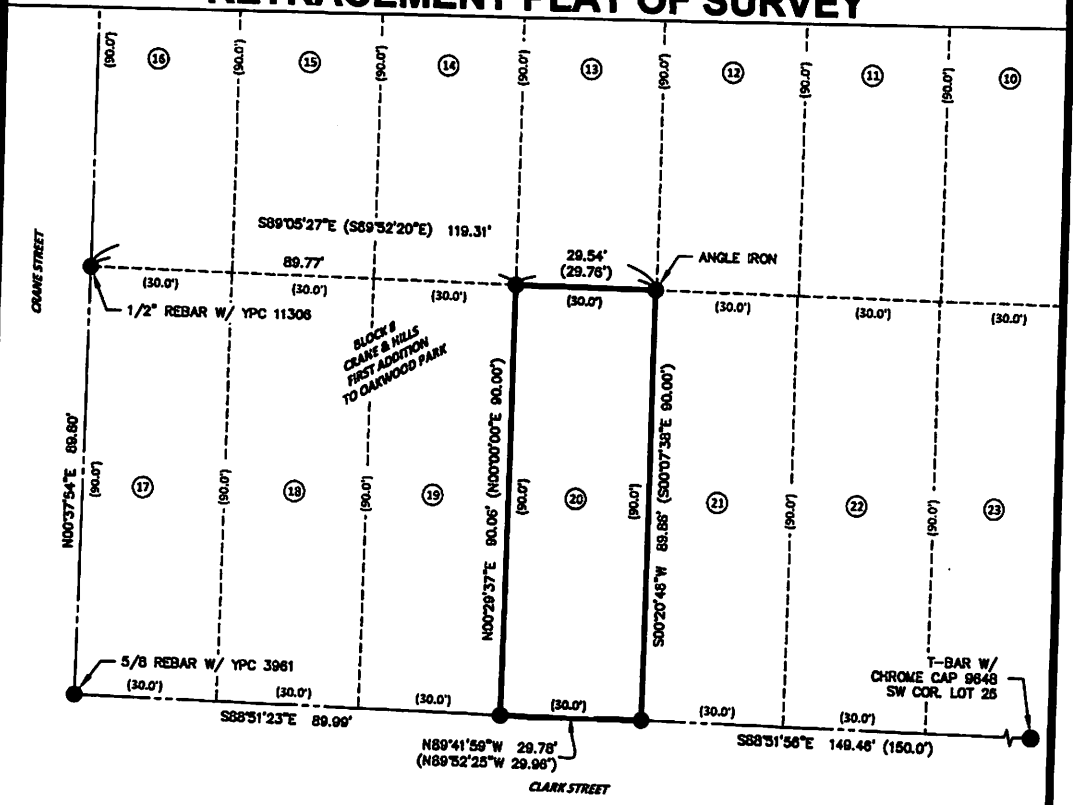 RETRACEMENT PLAT OF SURVEY
(90.0')
16
(90.0')
15
(90.0')
14
(90.0')
13
(90.0')
12
(90.0')
11
(90.0')
10
CRANE STREET
S89°05'27"E (S89°52'20"E) 119.31'
89.77'
29.54'
(29.76')
ANGLE IRON
(30.0')
(30.0')
(30.0')
(30.0')
(30.0')
(30.0')
(30.0')
1/2" REBAR W/ YPC 11306
BLOCK 8
CRANE & HILLS
FIRST ADDITION
TO OAKWOOD PARK
N00°37'54"E 89.80'
(90.0')
17
(90.0')
18
(90.0')
19
N00°29'37"E 90.06' (N00°00'00"E 90.00')
(90.0')
20
(90.0')
S00°20'48"W 89.88' (S00°07'38"E 90.00')
21
(90.0')
22
(90.0')
23
5/8 REBAR W/ YPC 3961
T-BAR W/
CHROME CAP 9648
SW COR. LOT 25
(30.0')
(30.0')
(30.0')
(30.0')
(30.0')
(30.0')
S88°51'23"E 89.99'
N89°41'59"W 29.78'
(N89°52'25"W 29.96')
S88°51'56"E 149.46' (150.0')
CLARK STREET